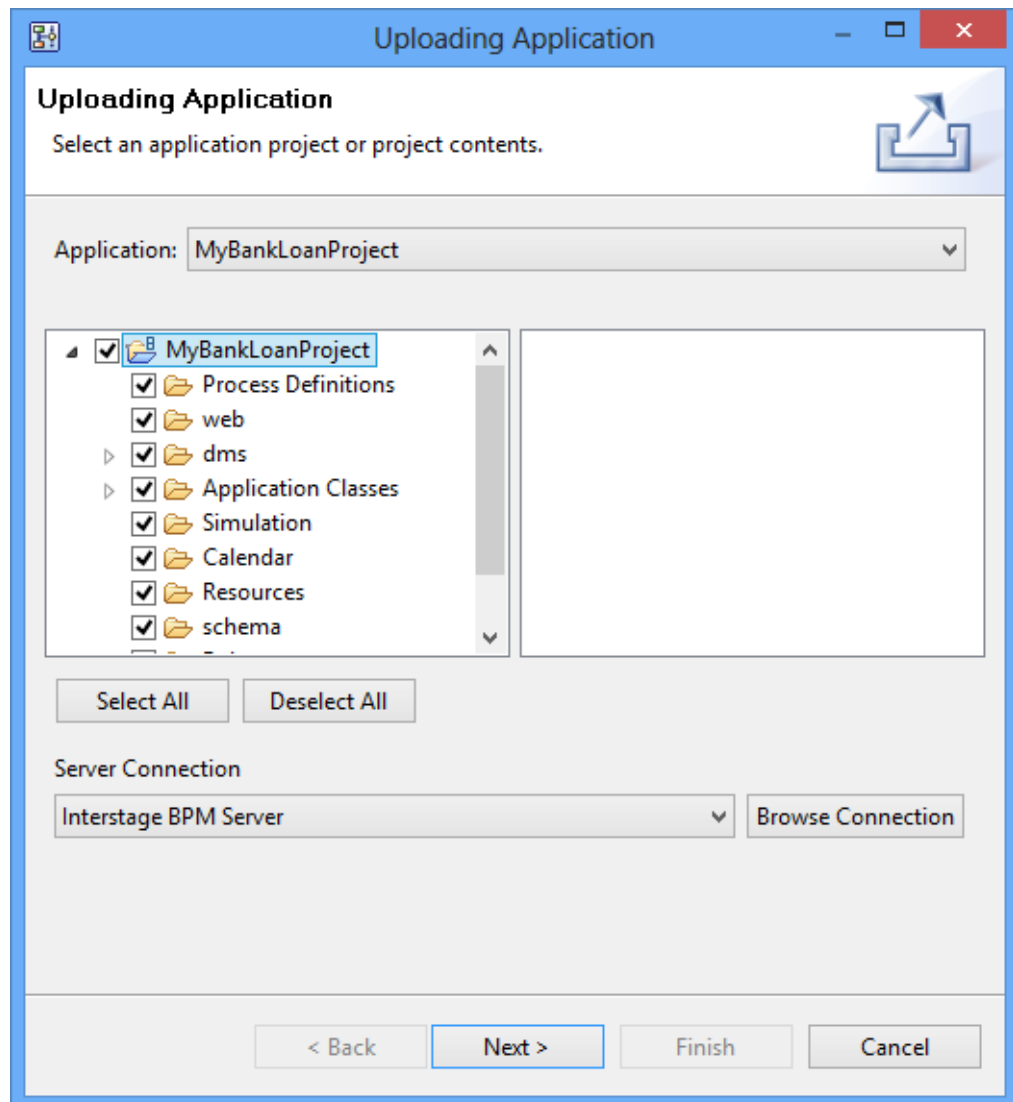 Uploading Application
Uploading Application
Select an application project or project contents.
Application: MyBankLoanProject
MyBankLoanProject
Process Definitions
web
dms
Application Classes
Simulation
Calendar
Resources
schema
Select All Deselect All
Server Connection
Interstage BPM Server Browse Connection
< Back Next > Finish Cancel